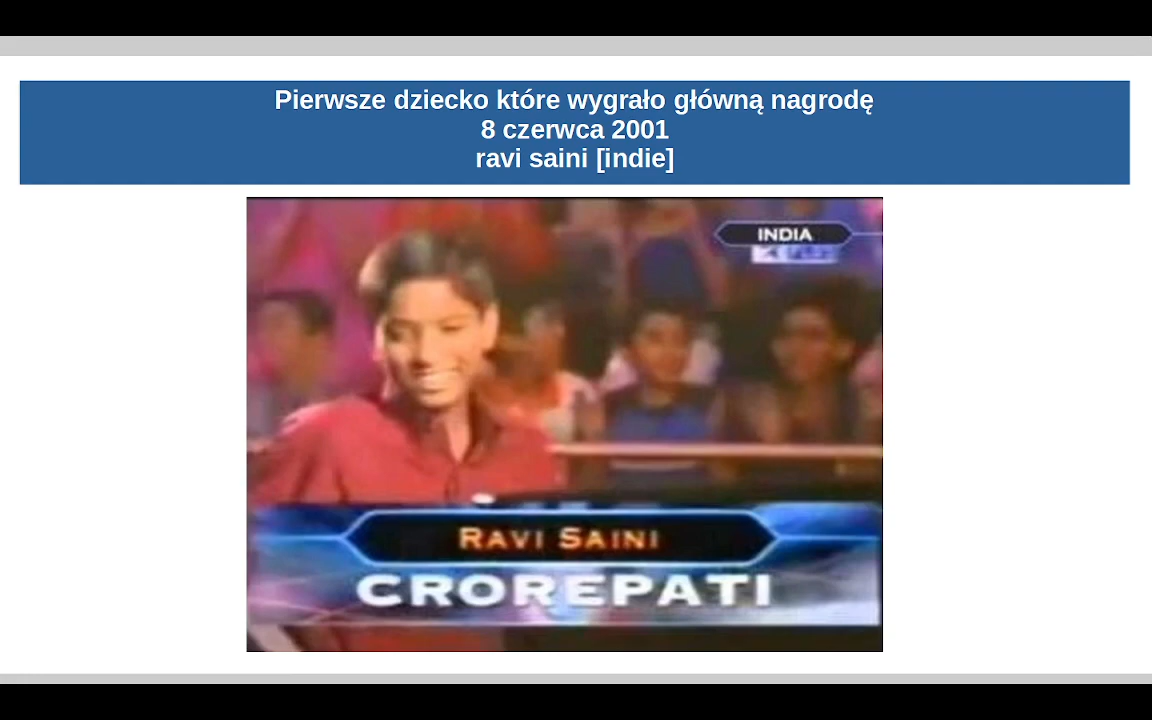 Pierwsze dziecko które wygrało główną nagrodę
8 czerwca 2001
ravi saini [indie]
INDIA
RAVI SAINI
CROREPATI